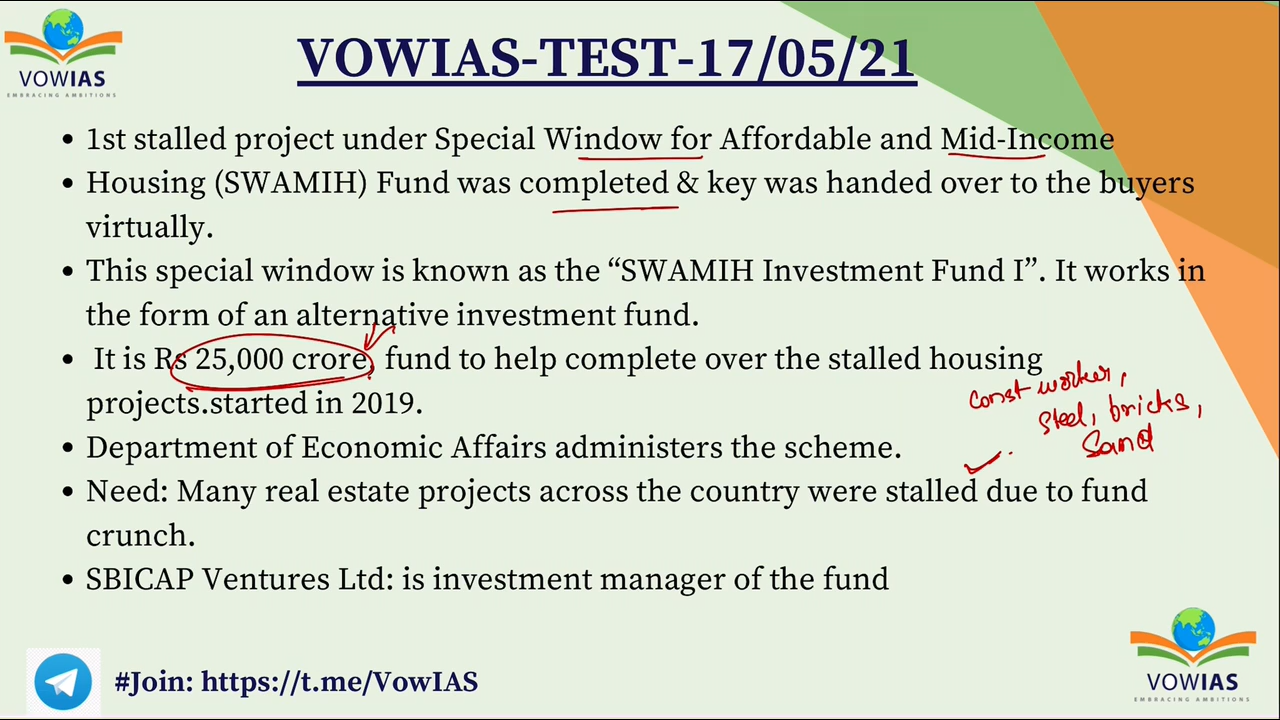 VOWIAS
EMBRACING AMBITIONS
VOWIAS-TEST-17/05/21
• 1st stalled project under Special Window for Affordable and Mid-Income
• Housing (SWAMIH) Fund was completed & key was handed over to the buyers
virtually.
• This special window is known as the “SWAMIH Investment Fund I”. It works in
the form of an alternative investment fund.
• It is Rs 25,000 crore, fund to help complete over the stalled housing
projects.started in 2019.
const worker,
steel, bricks,
Sand
• Department of Economic Affairs administers the scheme.
• Need: Many real estate projects across the country were stalled due to fund
crunch.
• SBICAP Ventures Ltd: is investment manager of the fund
#Join: https://t.me/VowIAS
VOWIAS
EMBRACING AMBITIONS